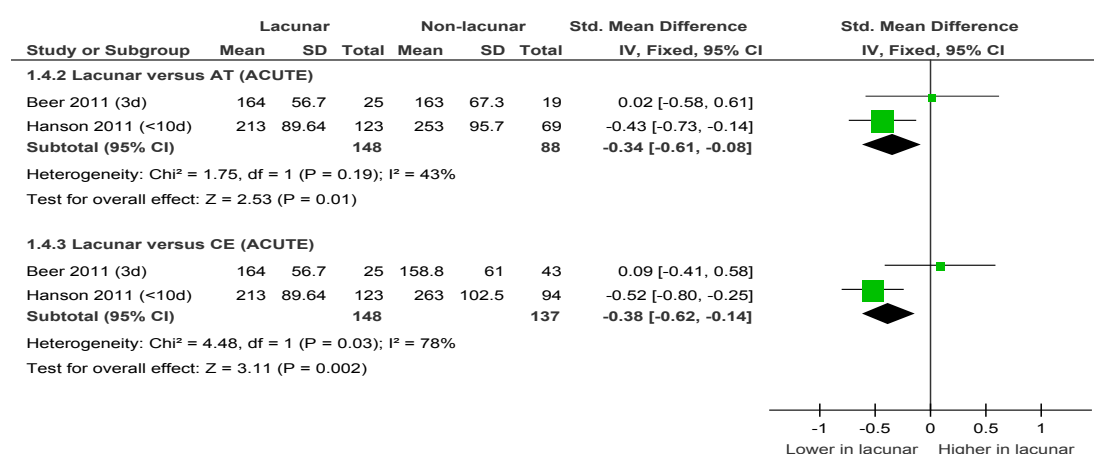 Lacunar Non-lacunar Std. Mean Difference Std. Mean Difference
Study or Subgroup Mean SD Total Mean SD Total IV, Fixed, 95% CI IV, Fixed, 95% CI
1.4.2 Lacunar versus AT (ACUTE)
Beer 2011 (3d) 164 56.7 25 163 67.3 19 0.02 [-0.58, 0.61]
Hanson 2011 (<10d) 213 89.64 123 253 95.7 69 -0.43 [-0.73, -0.14]
Subtotal (95% CI) 148 88 -0.34 [-0.61, -0.08]
Heterogeneity: Chi² = 1.75, df = 1 (P = 0.19); I² = 43%
Test for overall effect: Z = 2.53 (P = 0.01)
1.4.3 Lacunar versus CE (ACUTE)
Beer 2011 (3d) 164 56.7 25 158.8 61 43 0.09 [-0.41, 0.58]
Hanson 2011 (<10d) 213 89.64 123 263 102.5 94 -0.52 [-0.80, -0.25]
Subtotal (95% CI) 148 137 -0.38 [-0.62, -0.14]
Heterogeneity: Chi² = 4.48, df = 1 (P = 0.03); I² = 78%
Test for overall effect: Z = 3.11 (P = 0.002)
-1 -0.5 0 0.5 1
Lower in lacunar Higher in lacunar